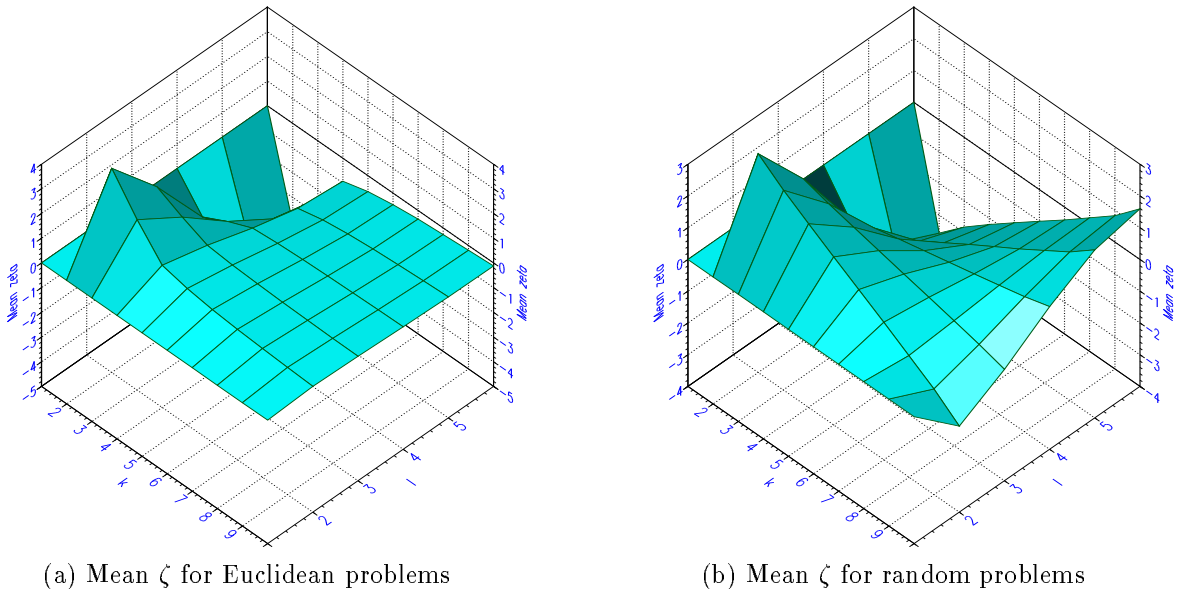 4 4 3 3
3 3 2 2
2 2 1 1
1 1 0 0
0 0 -1 -1
-1 -1 -2 -2
-2 -2 -3 -3
-3 -3 -4 -4
-4 -4
-5 -5
Mean zeta Mean zeta Mean zeta Mean zeta
2 3 4 5 6 7 8 9
k
2 3 4 5
l
2 3 4 5 6 7 8 9
k
2 3 4 5
l
(a) Mean ζ for Euclidean problems
(b) Mean ζ for random problems